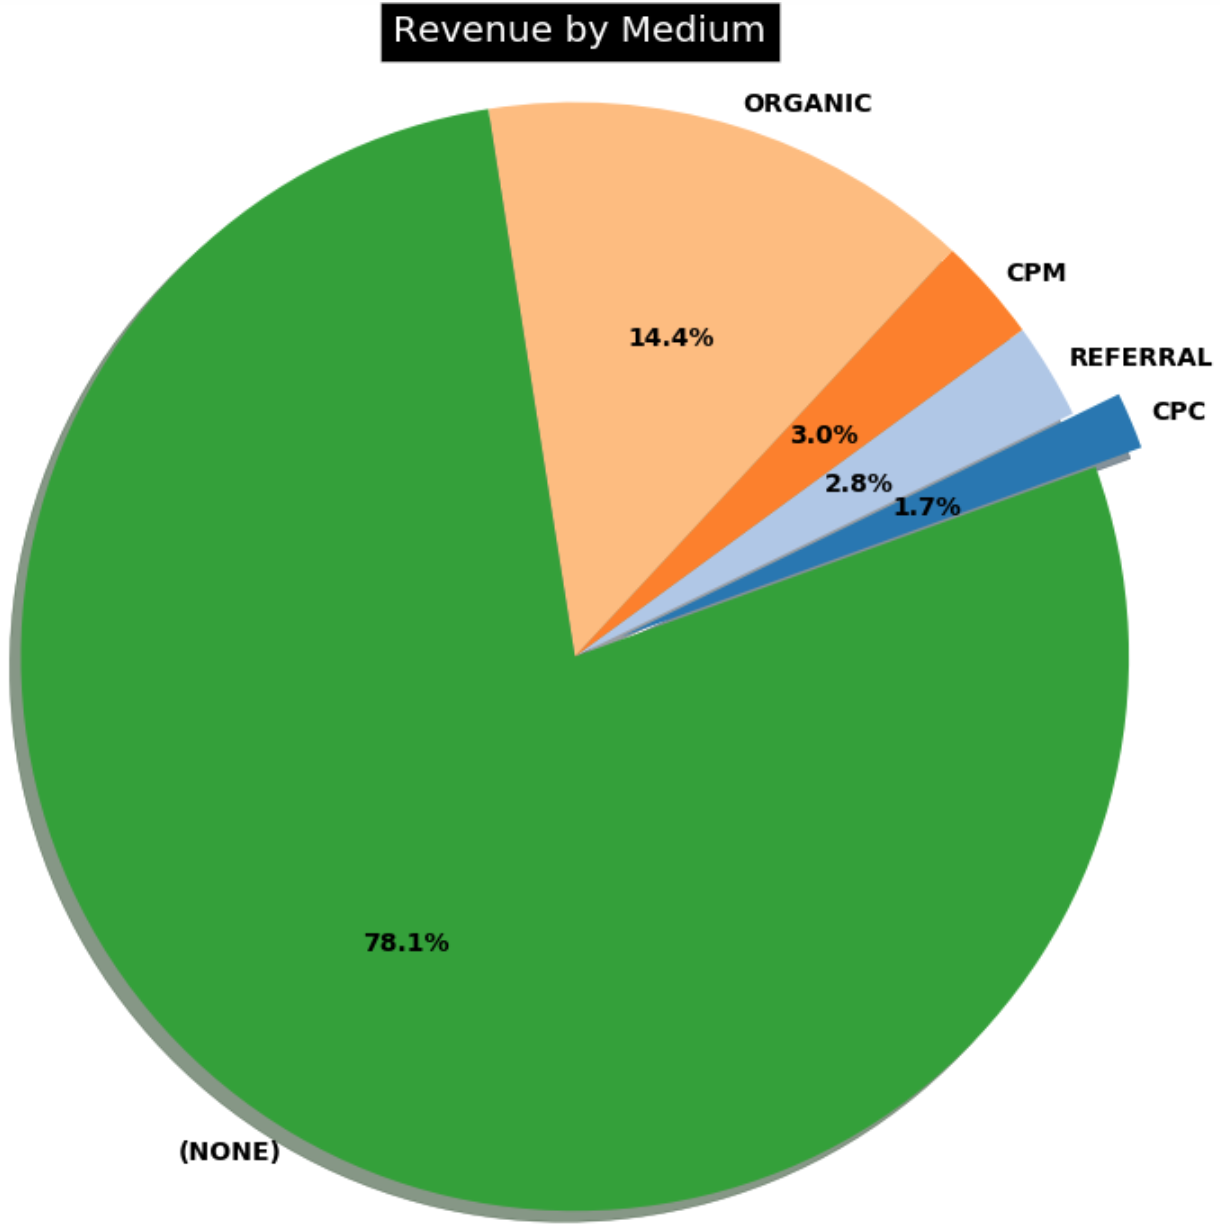 Revenue by Medium
ORGANIC
CPM
14.4%
REFERRAL
CPC
3.0%
2.8%
1.7%
78.1%
(NONE)